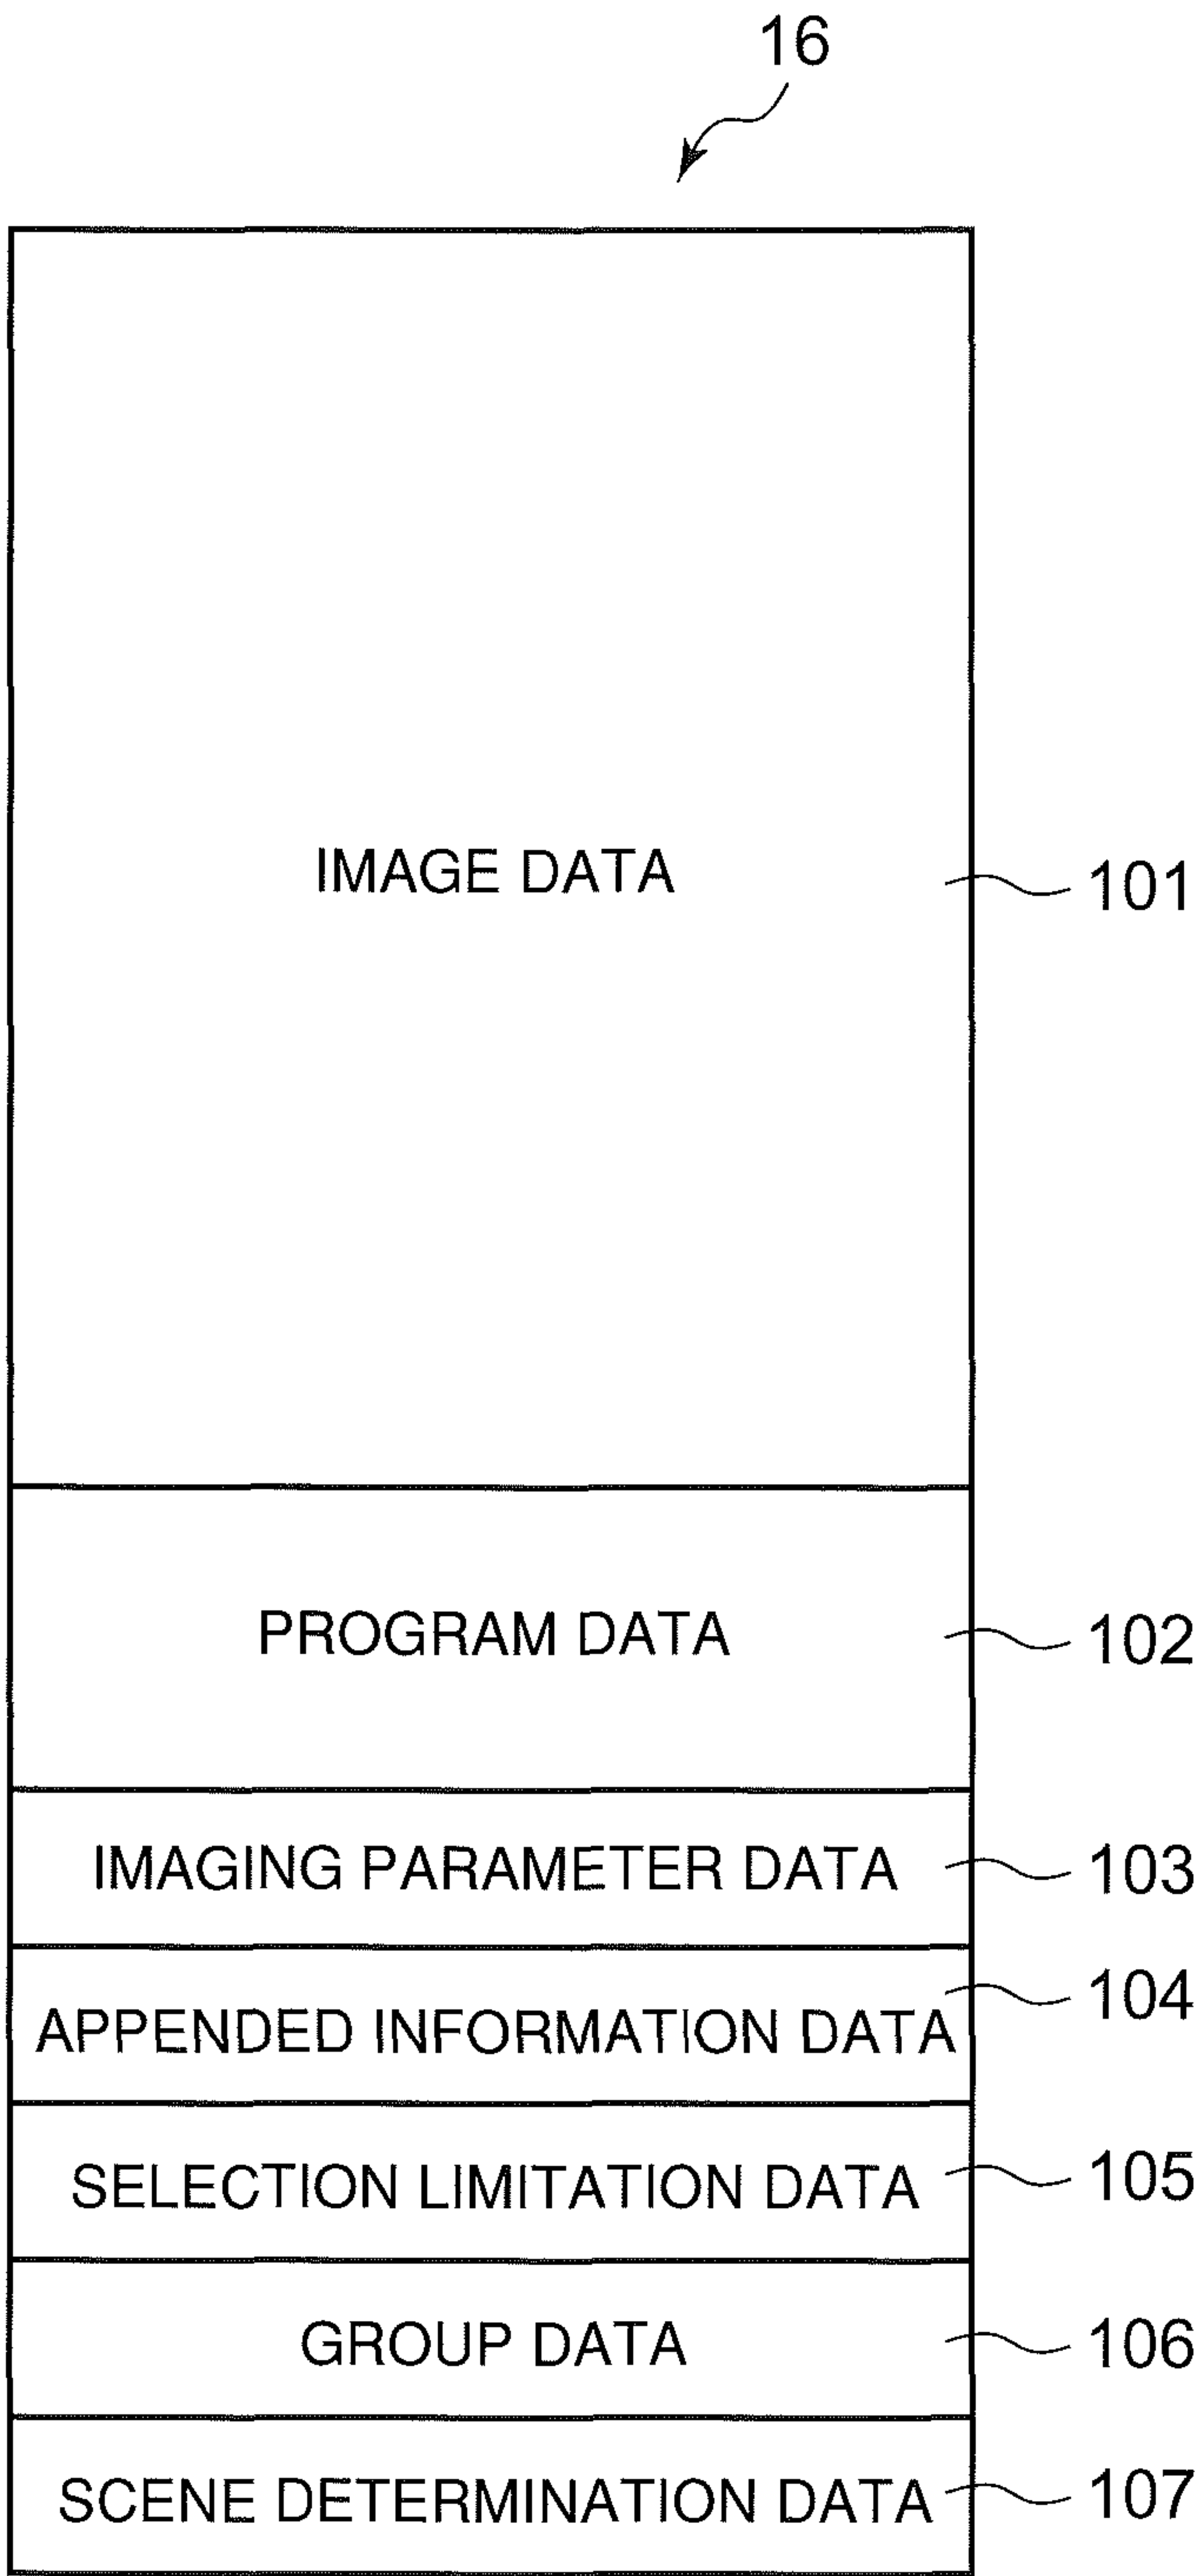 16
IMAGE DATA 101
PROGRAM DATA 102
IMAGING PARAMETER DATA 103
APPENDED INFORMATION DATA 104
SELECTION LIMITATION DATA 105
GROUP DATA 106
SCENE DETERMINATION DATA 107